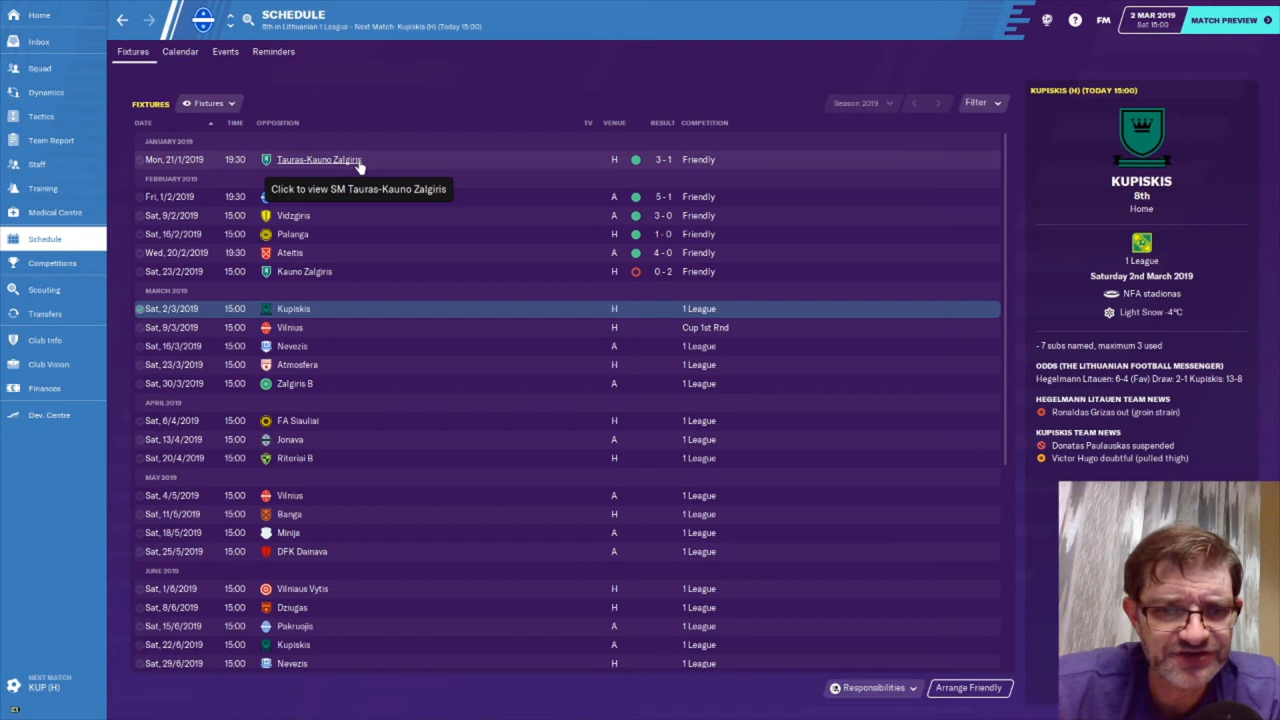 Home
Inbox
Squad
Dynamics
Tactics
Team Report
Staff
Training
Medical Centre
Schedule
Competitions
Scouting
Transfers
Club Info
Club Vision
Finances
Dev. Centre
NEXT MATCH
KUP (H)
SCHEDULE
6th in Lithuanian 1 League - Next Match: Kupiskis (H) (Today 15:00)
FM
2 MAR 2019
Sat 15:00
MATCH PREVIEW
Fixtures Calendar Events Reminders
FIXTURES Fixtures Season 2019 Filter
DATE TIME OPPOSITION TV VENUE RESULT COMPETITION
JANUARY 2019
Mon, 21/1/2019 19:30 Tauras-Kauno Zalgiris H 3 - 1 Friendly
FEBRUARY 2019
Click to view SM Tauras-Kauno Zalgiris
Fri, 1/2/2019 19:30 A 5 - 1 Friendly
Sat, 9/2/2019 15:00 Vidzgiris A 3 - 0 Friendly
Sat, 16/2/2019 15:00 Palanga H 1 - 0 Friendly
Wed, 20/2/2019 19:30 Ateitis A 4 - 0 Friendly
Sat, 23/2/2019 15:00 Kauno Zalgiris H 0 - 2 Friendly
MARCH 2019
Sat, 2/3/2019 15:00 Kupiskis H 1 League
Sat, 9/3/2019 15:00 Vilnius H Cup 1st Rnd
Sat, 16/3/2019 15:00 Nevezis A 1 League
Sat, 23/3/2019 15:00 Atmosfera H 1 League
Sat, 30/3/2019 15:00 Zalgiris B A 1 League
APRIL 2019
Sat, 6/4/2019 15:00 FA Siauliai H 1 League
Sat, 13/4/2019 15:00 Jonava A 1 League
Sat, 20/4/2019 15:00 Riteriai B H 1 League
MAY 2019
Sat, 4/5/2019 15:00 Vilnius A 1 League
Sat, 11/5/2019 15:00 Banga H 1 League
Sat, 18/5/2019 15:00 Minija A 1 League
Sat, 25/5/2019 15:00 DFK Dainava A 1 League
JUNE 2019
Sat, 1/6/2019 15:00 Vilniaus Vytis H 1 League
Sat, 8/6/2019 15:00 Dziugas H 1 League
Sat, 15/6/2019 15:00 Pakruojis A 1 League
Sat, 22/6/2019 15:00 Kupiskis A 1 League
Sat, 29/6/2019 15:00 Nevezis H 1 League
Responsibilities Arrange Friendly
KUPISKIS (H) (TODAY 15:00)
KUPISKIS
8th
Home
1 League
Saturday 2nd March 2019
NFA stadionas
Light Snow -4°C
- 7 subs named, maximum 3 used
ODDS (THE LITHUANIAN FOOTBALL MESSENGER)
Hegelmann Litauen: 6-4 (Fav) Draw: 2-1 Kupiskis: 13-8
HEGELMANN LITAUEN TEAM NEWS
Ronaldas Grizas out (groin strain)
KUPISKIS TEAM NEWS
Donatas Paulauskas suspended
Victor Hugo doubtful (pulled thigh)